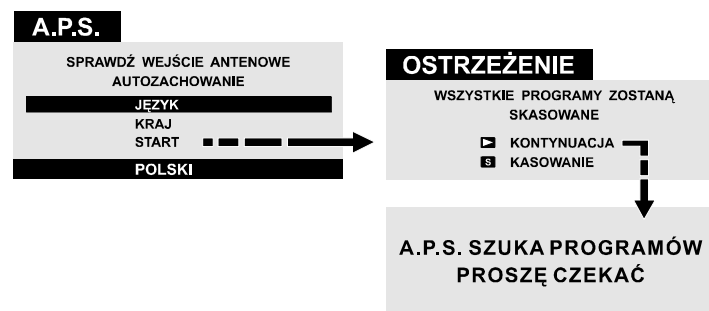 A.P.S.
SPRAWDŹ WEJŚCIE ANTENOWE
AUTOZACHOWANIE
JĘZYK
KRAJ
START
POLSKI
OSTRZEŻENIE
WSZYSTKIE PROGRAMY ZOSTANĄ
SKASOWANE
KONTYNUACJA
S KASOWANIE
A.P.S. SZUKA PROGRAMÓW
PROSZĘ CZEKAĆ